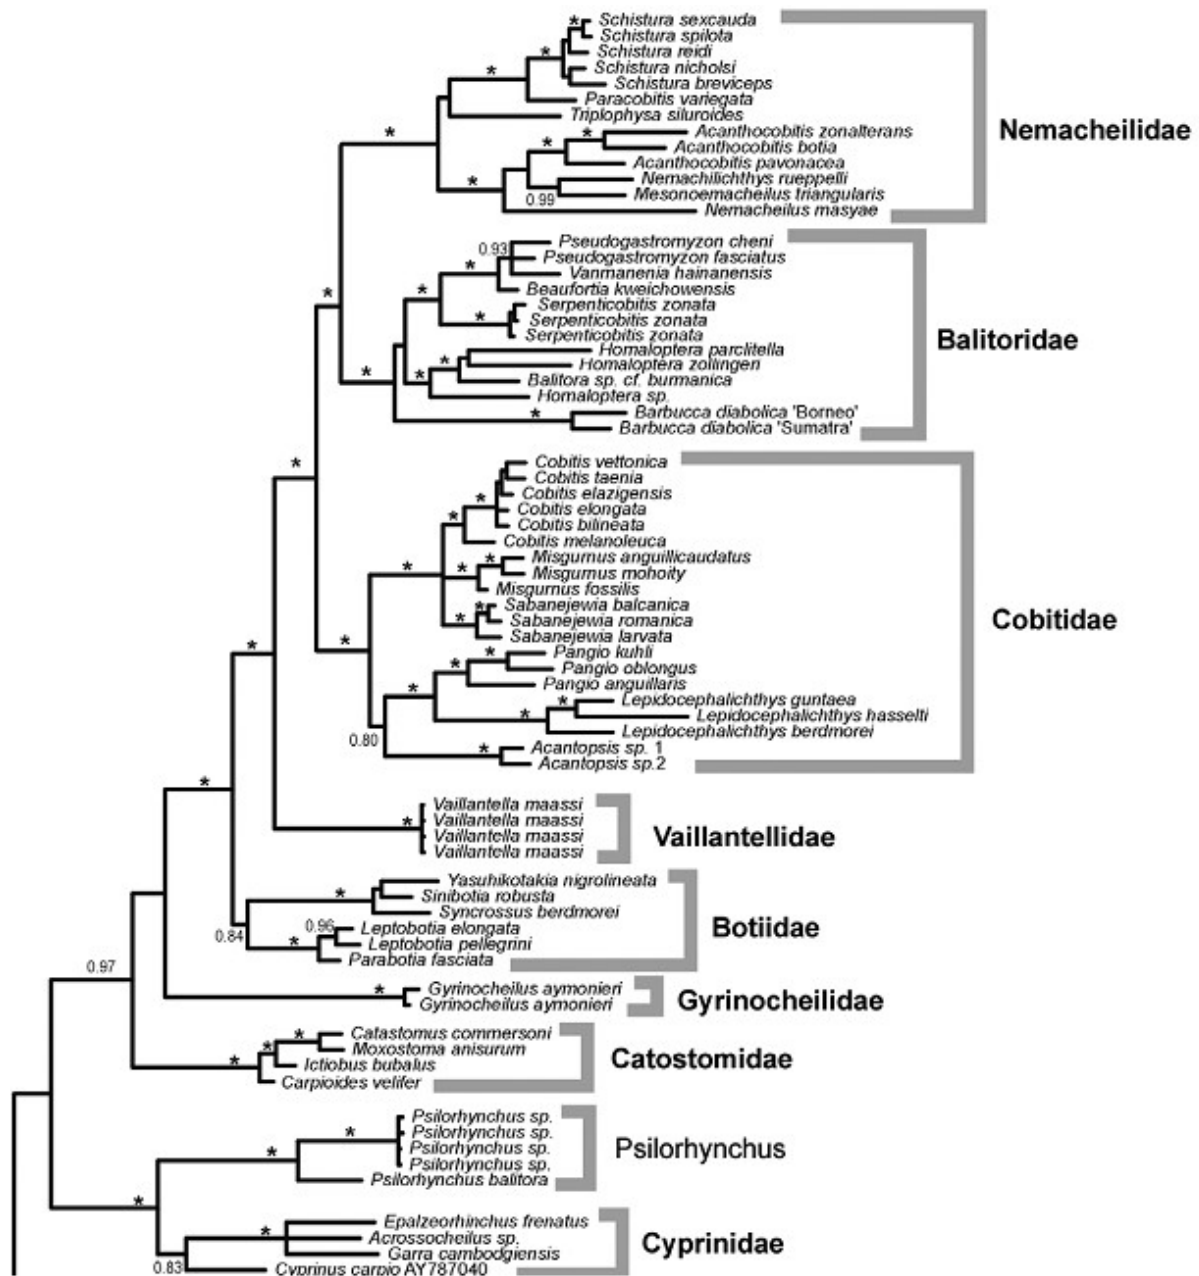 * Schistura sexcauda
Schistura spilota
* Schistura reidi
* Schistura nicholsi
Schistura breviceps
Paracobitis variegata
Triplophysa siluroides
* * Acanthocobitis zonalterans
Nemacheilidae
* Acanthocobitis botia
Acanthocobitis pavonacea
* Nemachilichthys rueppelli
0.99 Mesonoemacheilus triangularis
Nemacheilus masyae
0.93 Pseudogastromyzon cheni
Pseudogastromyzon fasciatus
* Vanmanenia hainanensis
* * Beaufortia kweichowensis
Serpenticobitis zonata
* Serpenticobitis zonata
Serpenticobitis zonata
Balitoridae
Homaloptera parclitella
* * Homaloptera zollingeri
* Balitora sp. cf. burmanica
Homaloptera sp.
* Barbucca diabolica 'Borneo'
Barbucca diabolica 'Sumatra'
* Cobitis vettonica
Cobitis taenia
* Cobitis elazigensis
* Cobitis elongata
Cobitis bilineata
Cobitis melanoleuca
* * Misgurnus anguillicaudatus
* Misgurnus mohoity
Misgurnus fossilis
* Sabanejewia balcanica
* Sabanejewia romanica
Cobitidae
* * Sabanejewia larvata
* Pangio kuhli
* Pangio oblongus
* Pangio anguillaris
* Lepidocephalichthys guntaea
* Lepidocephalichthys hasselti
Lepidocephalichthys berdmorei
0.80 * Acantopsis sp. 1
Acantopsis sp.2
* Vaillantella maassi
* Vaillantella maassi
Vaillantella maassi
Vaillantella maassi
Vaillantellidae
Yasuhikotakia nigrolineata
* Sinibotia robusta
Syncrossus berdmorei
0.96 Leptobotia elongata
Botiidae
0.84 * Leptobotia pellegrini
Parabotia fasciata
0.97
* Gyrinocheilus aymonieri
Gyrinocheilus aymonieri
Gyrinocheilidae
* Catastomus commersoni
* Moxostoma anisurum
* Ictiobus bubalus
Catostomidae
Carpioides velifer
Psilorhynchus sp.
* Psilorhynchus sp.
* Psilorhynchus sp.
Psilorhynchus
Psilorhynchus sp.
Psilorhynchus balitora
* Epalzeorhinchus frenatus
* Acrossocheilus sp.
Cyprinidae
Garra cambodgiensis
0.83 Cyprinus carpio AY787040